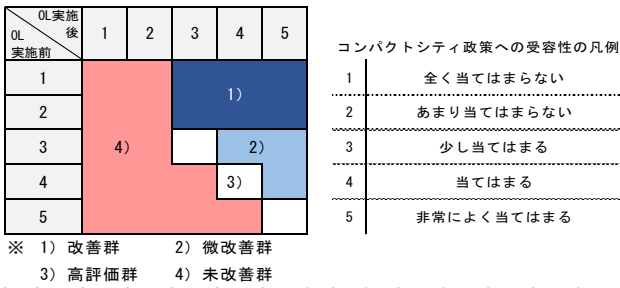 OL実施後
OL実施前
1 2 3 4 5
1
2
3
4
5
1)
4)
2)
3)
コンパクトシティ政策への受容性の凡例
1 全く当てはまらない
2 あまり当てはまらない
3 少し当てはまる
4 当てはまる
5 非常によく当てはまる
※ 1) 改善群 2) 微改善群
3) 高評価群 4) 未改善群